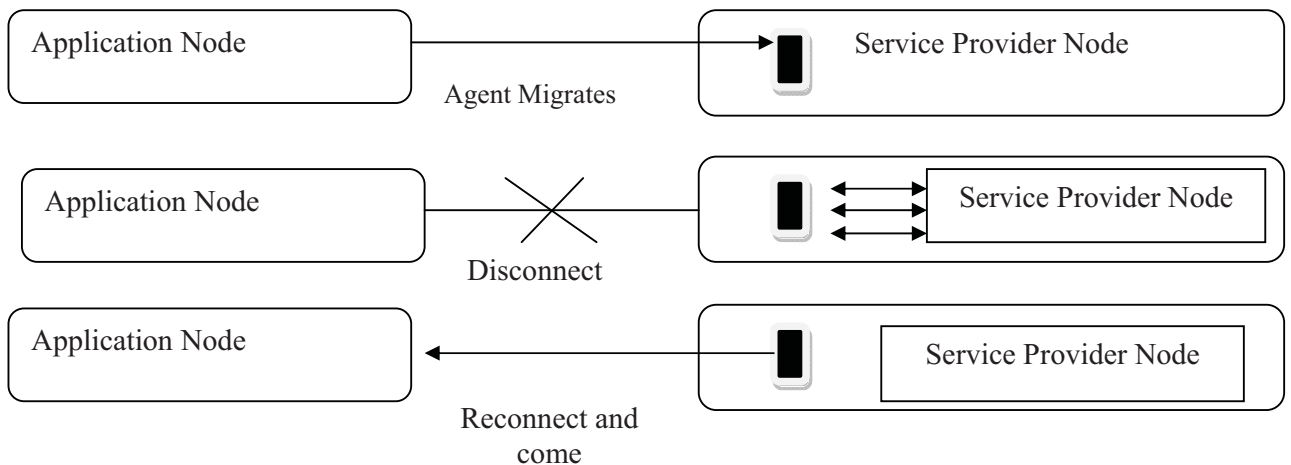 Application Node
Service Provider Node
Agent Migrates
Application Node
Service Provider Node
Disconnect
Application Node
Service Provider Node
Reconnect and
come